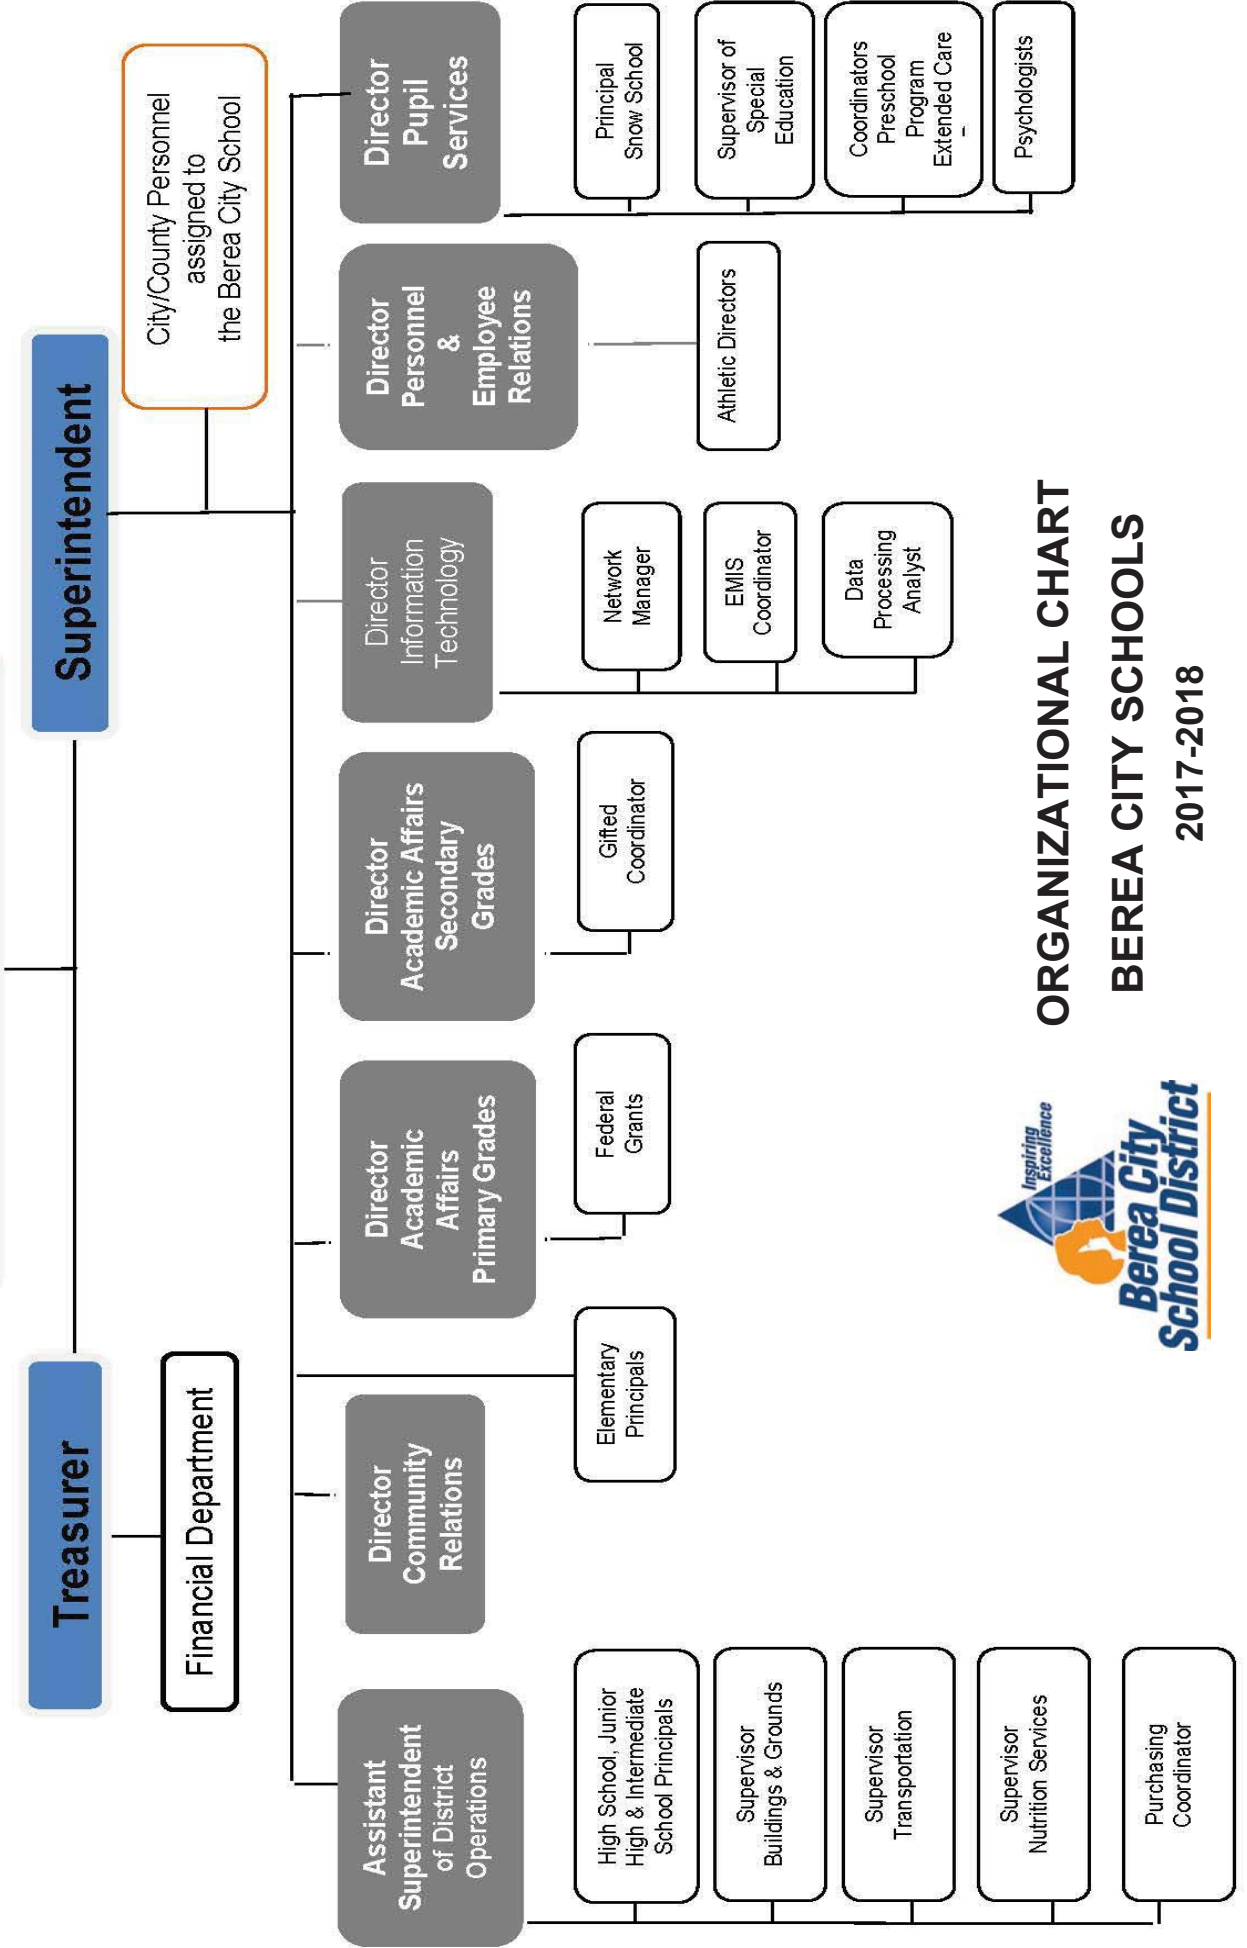 Treasurer
Superintendent
Financial Department
City/County Personnel
assigned to
the Berea City School
Assistant
Superintendent
of District
Operations
Director
Community
Relations
Director
Academic
Affairs
Primary Grades
Director
Academic Affairs
Secondary
Grades
Director
Information
Technology
Director
Personnel
&
Employee
Relations
Director
Pupil
Services
High School, Junior
High & Intermediate
School Principals
Supervisor
Buildings & Grounds
Supervisor
Transportation
Supervisor
Nutrition Services
Purchasing
Coordinator
Elementary
Principals
Federal
Grants
Gifted
Coordinator
Network
Manager
EMIS
Coordinator
Data
Processing
Analyst
Athletic Directors
Principal
Snow School
Supervisor of
Special
Education
Coordinators
Preschool
Program
Extended Care
Psychologists
Inspiring
Excellence
Berea City
School District
ORGANIZATIONAL CHART
BEREA CITY SCHOOLS
2017-2018